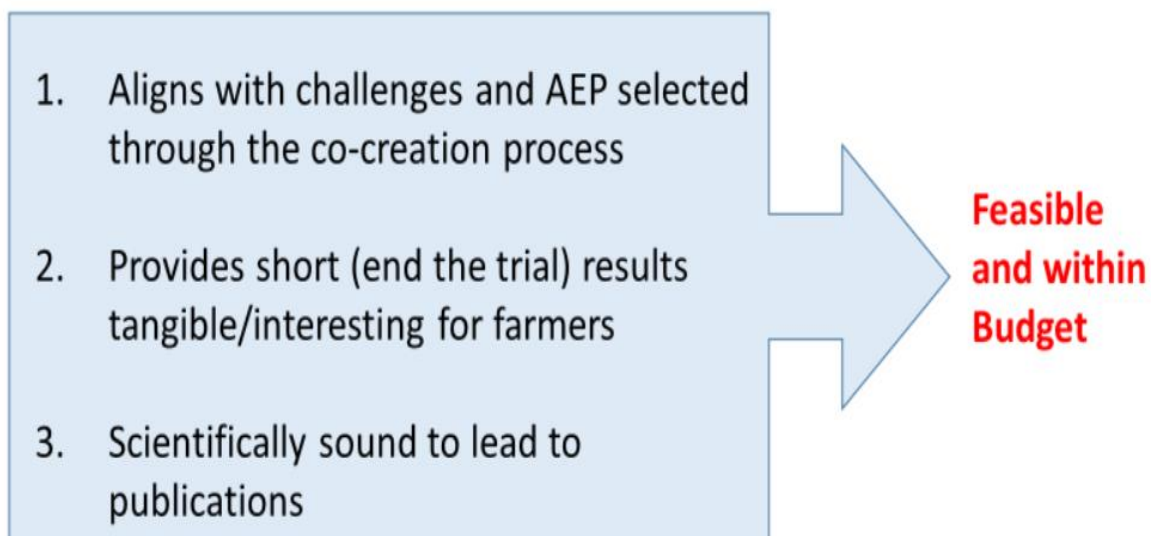 1. Aligns with challenges and AEP selected
through the co-creation process
2. Provides short (end the trial) results
tangible/interesting for farmers
3. Scientifically sound to lead to
publications
Feasible
and within
Budget